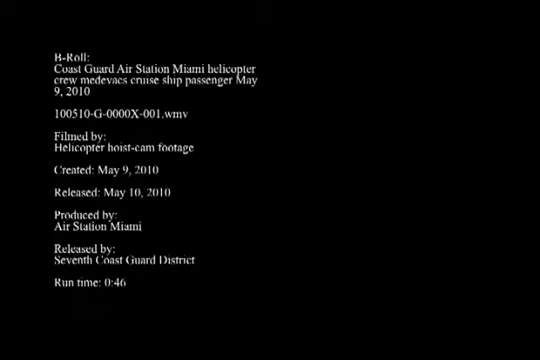 B-Roll:
Coast Guard Air Station Miami helicopter
crew medevacs cruise ship passenger May
9, 2010
100510-G-0000X-001.wmv
Filmed by:
Helicopter hoist-cam footage
Created: May 9, 2010
Released: May 10, 2010
Produced by:
Air Station Miami
Released by:
Seventh Coast Guard District
Run time: 0:46